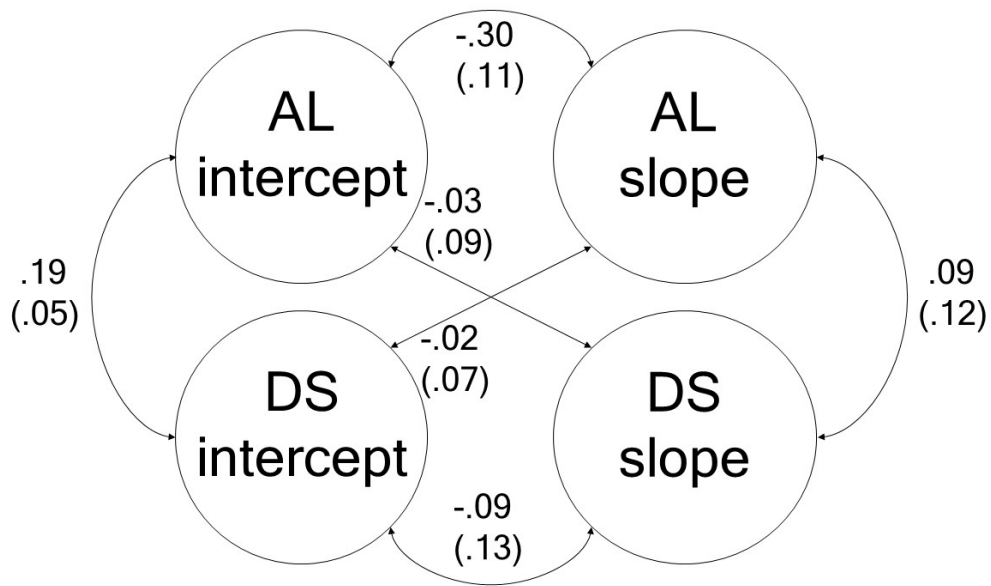 -.30
(.11)
AL
intercept
AL
slope
-.03
(.09)
.19
(.05)
.09
(.12)
-.02
(.07)
DS
intercept
DS
slope
-.09
(.13)